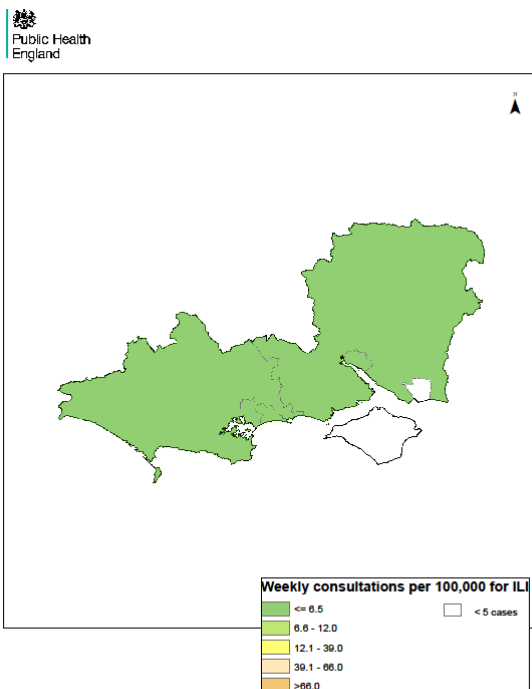 Public Health
England
N
Weekly consultations per 100,000 for ILI
<= 6.5
< 5 cases
6.6 - 12.0
12.1 - 39.0
39.1 - 66.0
>66.0